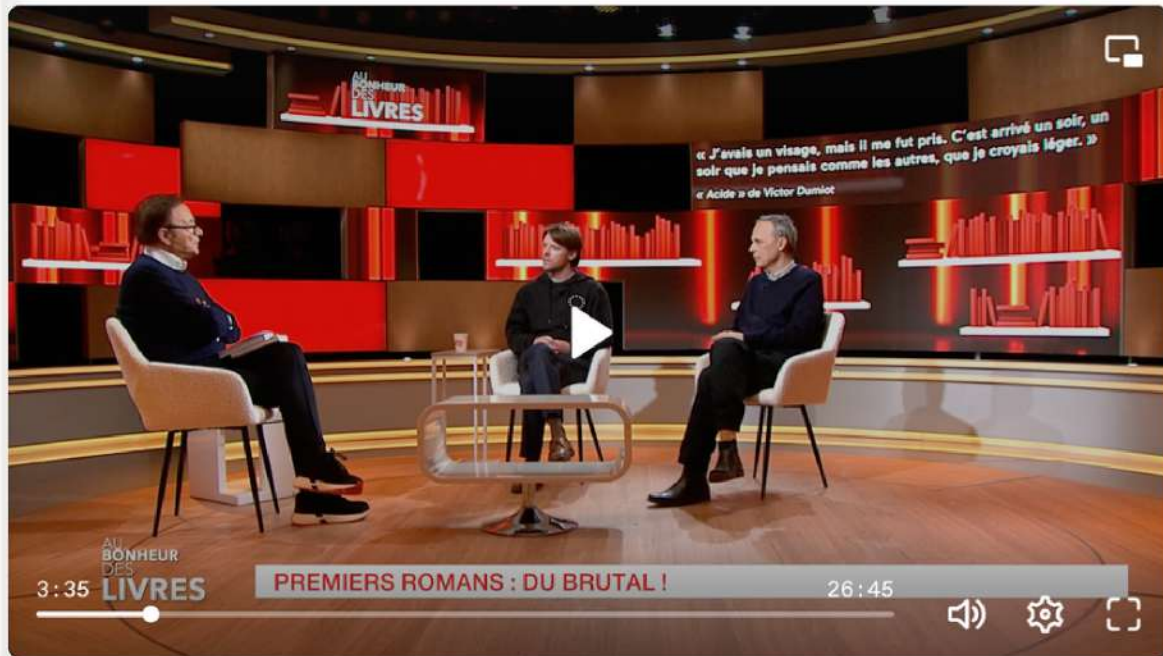 AU
BONHEUR
DES
LIVRES
« J'avais un visage, mais il me fut pris. C'est arrivé un soir, un
soir que je pensais comme les autres, que je croyais léger. »
« Acide » de Victor Dumiot
AU
BONHEUR
DES
LIVRES
PREMIERS ROMANS : DU BRUTAL !
3:35
26:45